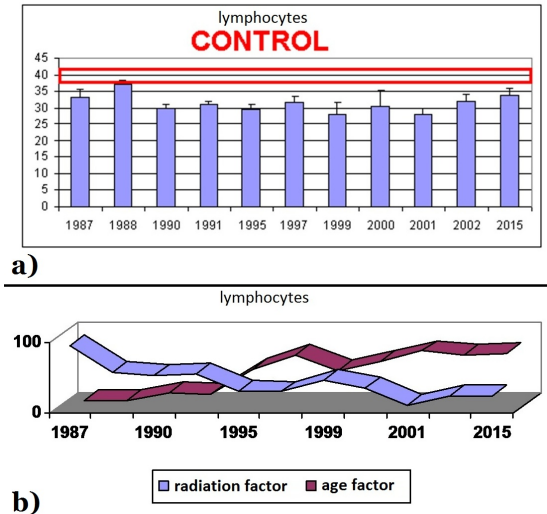 lymphocytes
CONTROL
45
40
35
30
25
20
15
10
5
0
1987 1988 1990 1991 1995 1997 1999 2000 2001 2002 2015
a)
lymphocytes
100
0
1987 1990 1995 1999 2001 2015
radiation factor age factor
b)